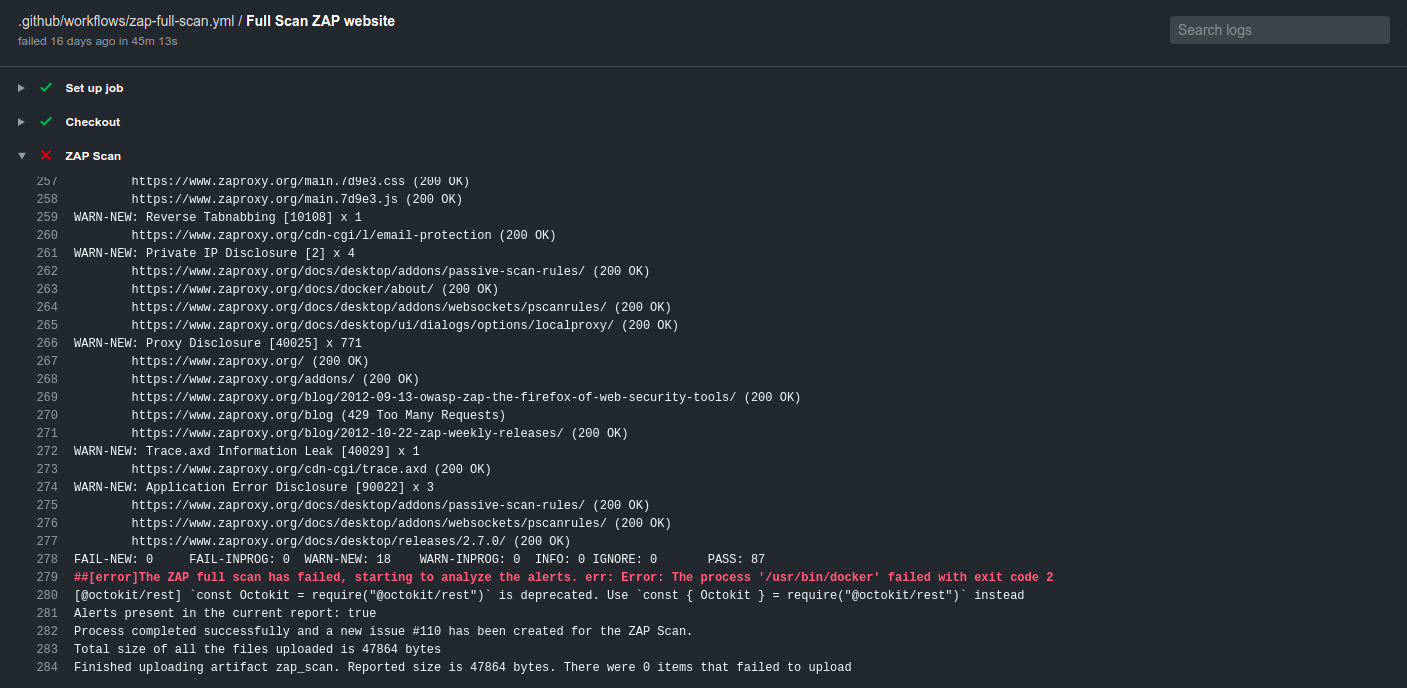 .github/workflows/zap-full-scan.yml / Full Scan ZAP website
failed 16 days ago in 45m 13s
Search logs
Set up job
Checkout
ZAP Scan
257 https://www.zaproxy.org/main.7d9e3.css (200 OK)
258 https://www.zaproxy.org/main.7d9e3.js (200 OK)
259 WARN-NEW: Reverse Tabnabbing [10108] x 1
260 https://www.zaproxy.org/cdn-cgi/l/email-protection (200 OK)
261 WARN-NEW: Private IP Disclosure [2] x 4
262 https://www.zaproxy.org/docs/desktop/addons/passive-scan-rules/ (200 OK)
263 https://www.zaproxy.org/docs/docker/about/ (200 OK)
264 https://www.zaproxy.org/docs/desktop/addons/websockets/pscanrules/ (200 OK)
265 https://www.zaproxy.org/docs/desktop/ui/dialogs/options/localproxy/ (200 OK)
266 WARN-NEW: Proxy Disclosure [40025] x 771
267 https://www.zaproxy.org/ (200 OK)
268 https://www.zaproxy.org/addons/ (200 OK)
269 https://www.zaproxy.org/blog/2012-09-13-owasp-zap-the-firefox-of-web-security-tools/ (200 OK)
270 https://www.zaproxy.org/blog (429 Too Many Requests)
271 https://www.zaproxy.org/blog/2012-10-22-zap-weekly-releases/ (200 OK)
272 WARN-NEW: Trace.axd Information Leak [40029] x 1
273 https://www.zaproxy.org/cdn-cgi/trace.axd (200 OK)
274 WARN-NEW: Application Error Disclosure [90022] x 3
275 https://www.zaproxy.org/docs/desktop/addons/passive-scan-rules/ (200 OK)
276 https://www.zaproxy.org/docs/desktop/addons/websockets/pscanrules/ (200 OK)
277 https://www.zaproxy.org/docs/desktop/releases/2.7.0/ (200 OK)
278 FAIL-NEW: 0 FAIL-INPROG: 0 WARN-NEW: 18 WARN-INPROG: 0 INFO: 0 IGNORE: 0 PASS: 87
279 ##[error]The ZAP full scan has failed, starting to analyze the alerts. err: Error: The process '/usr/bin/docker' failed with exit code 2
280 [@octokit/rest] `const Octokit = require("@octokit/rest")` is deprecated. Use `const { Octokit } = require("@octokit/rest")` instead
281 Alerts present in the current report: true
282 Process completed successfully and a new issue #110 has been created for the ZAP Scan.
283 Total size of all the files uploaded is 47864 bytes
284 Finished uploading artifact zap_scan. Reported size is 47864 bytes. There were 0 items that failed to upload